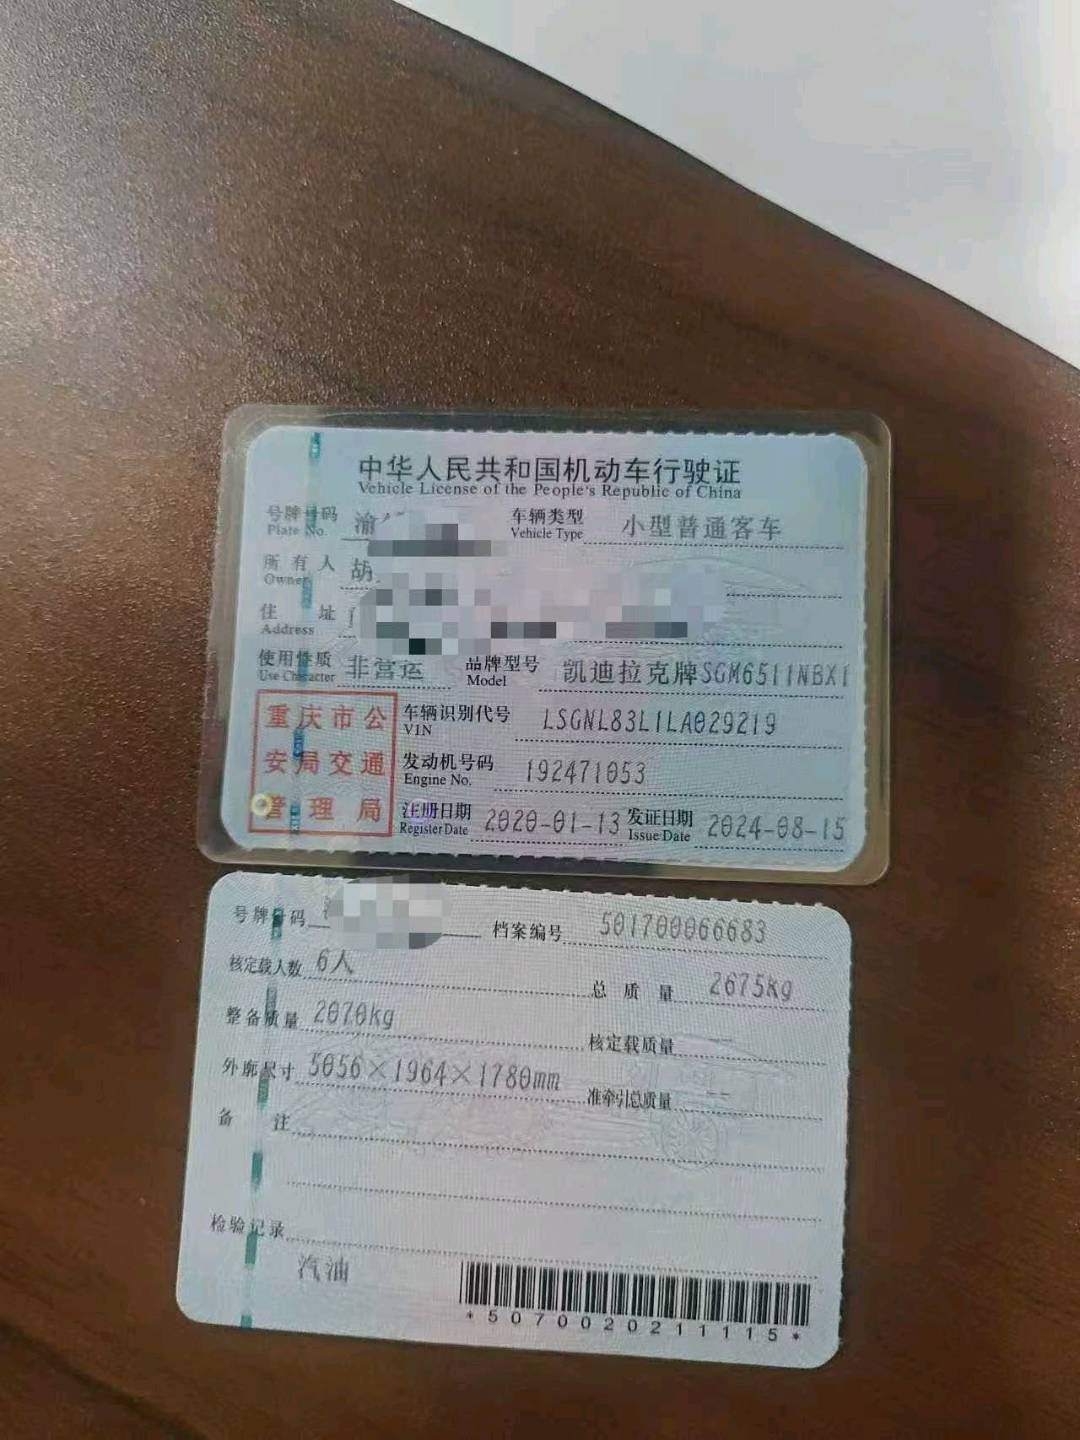 中华人民共和国机动车行驶证
Vehicle License of the People's Republic of China
号牌号码 渝 车辆类型 小型普通客车
Plate No. Vehicle Type
所有人 胡
Owner
住址
Address
使用性质 非营运 品牌型号 凯迪拉克牌SGM6511NBX1
Use Character Model
重庆市公 车辆识别代号 LSGNL83L1LA029219
VIN
安局交通 发动机号码 192471053
Engine No.
管理局 注册日期 2020-01-13 发证日期 2024-08-15
Register Date Issue Date
号牌号码 档案编号 501700066683
核定载人数 6人 总质量 2675kg
整备质量 2070kg 核定载质量 --
外廓尺寸 5056×1964×1780mm 准牵引总质量 --
备注
检验记录
汽油
*5070020211115*